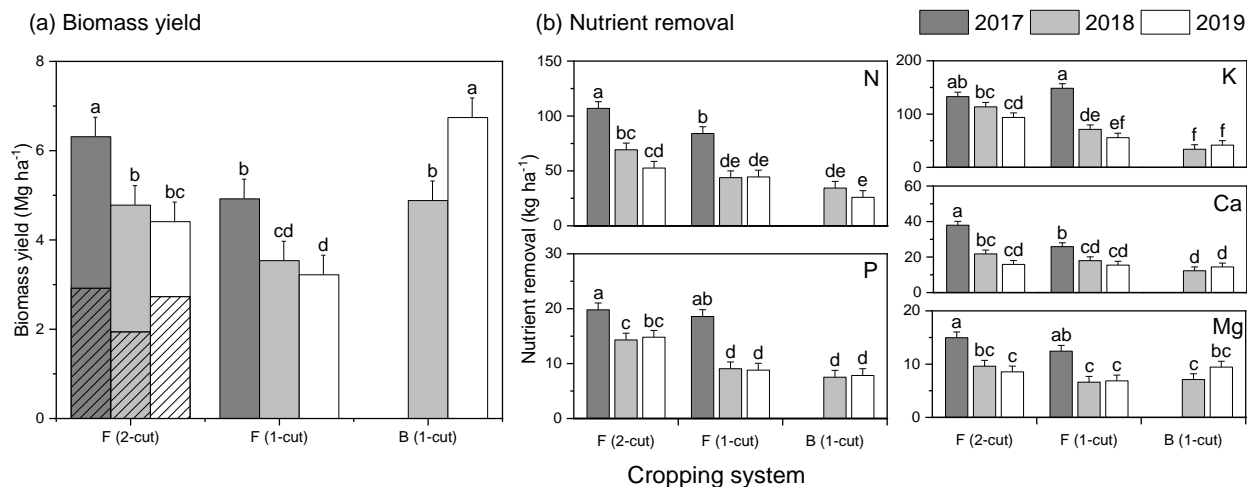 (a) Biomass yield
(b) Nutrient removal
2017
2018
2019
Biomass yield (Mg ha⁻¹)
8
6
4
2
0
a
b
bc
b
cd
d
b
a
F (2-cut)
F (1-cut)
B (1-cut)
Nutrient removal (kg ha⁻¹)
N
150
100
50
0
a
bc
cd
b
de
de
de
e
P
30
20
10
0
a
c
bc
ab
d
d
d
d
F (2-cut)
F (1-cut)
B (1-cut)
K
200
100
0
ab
bc
cd
a
de
ef
f
f
Ca
60
40
20
0
a
bc
cd
b
cd
cd
d
d
Mg
20
15
10
5
0
a
bc
c
ab
c
c
c
bc
F (2-cut)
F (1-cut)
B (1-cut)
Cropping system